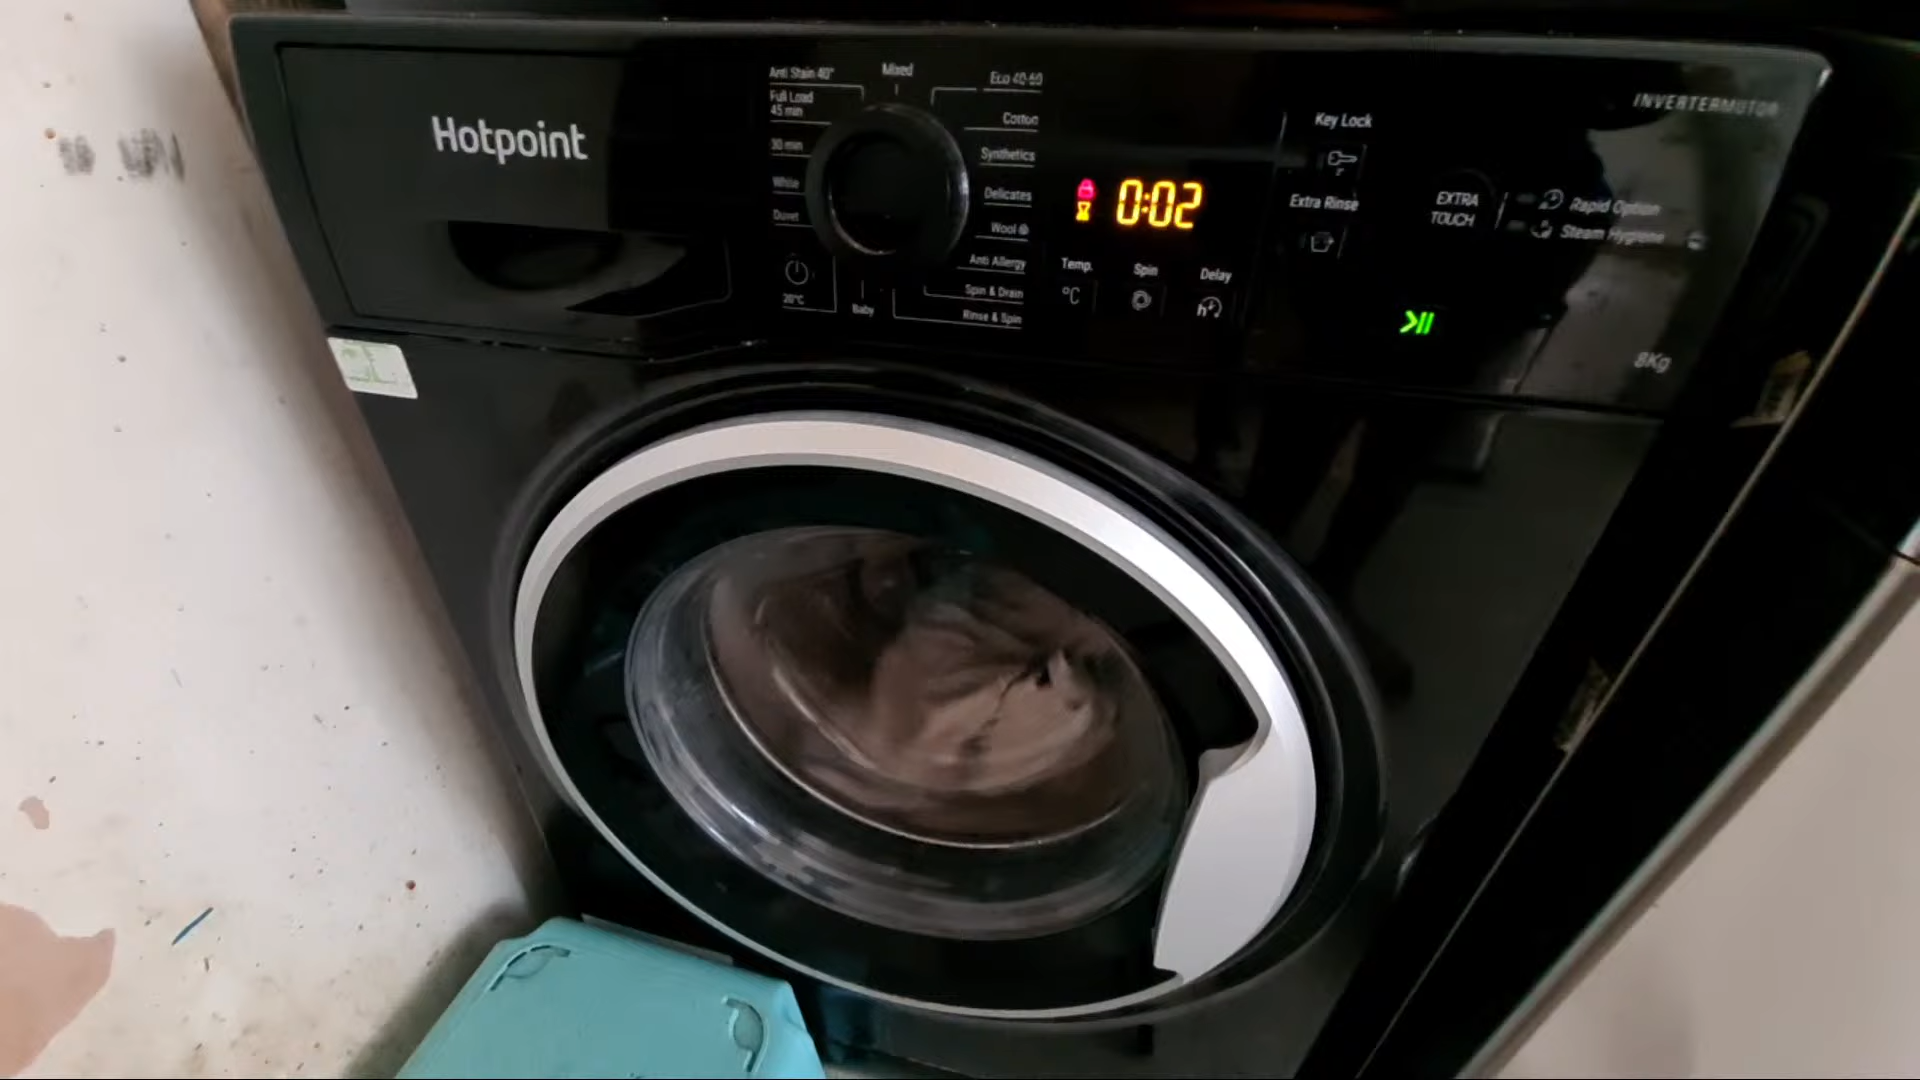 Hotpoint
Anti Stain 40°
Full Load
45 min
30 min
White
Duvet
20°C
Baby
Mixed
Eco 40-60
Cotton
Synthetics
Delicates
Wool
Anti Allergy
Spin & Drain
Rinse & Spin
0:02
Temp.
°C
Spin
Delay
h
Key Lock
Extra Rinse
EXTRA
TOUCH
Rapid Option
Steam Hygiene
INVERTERMOTOR
8Kg